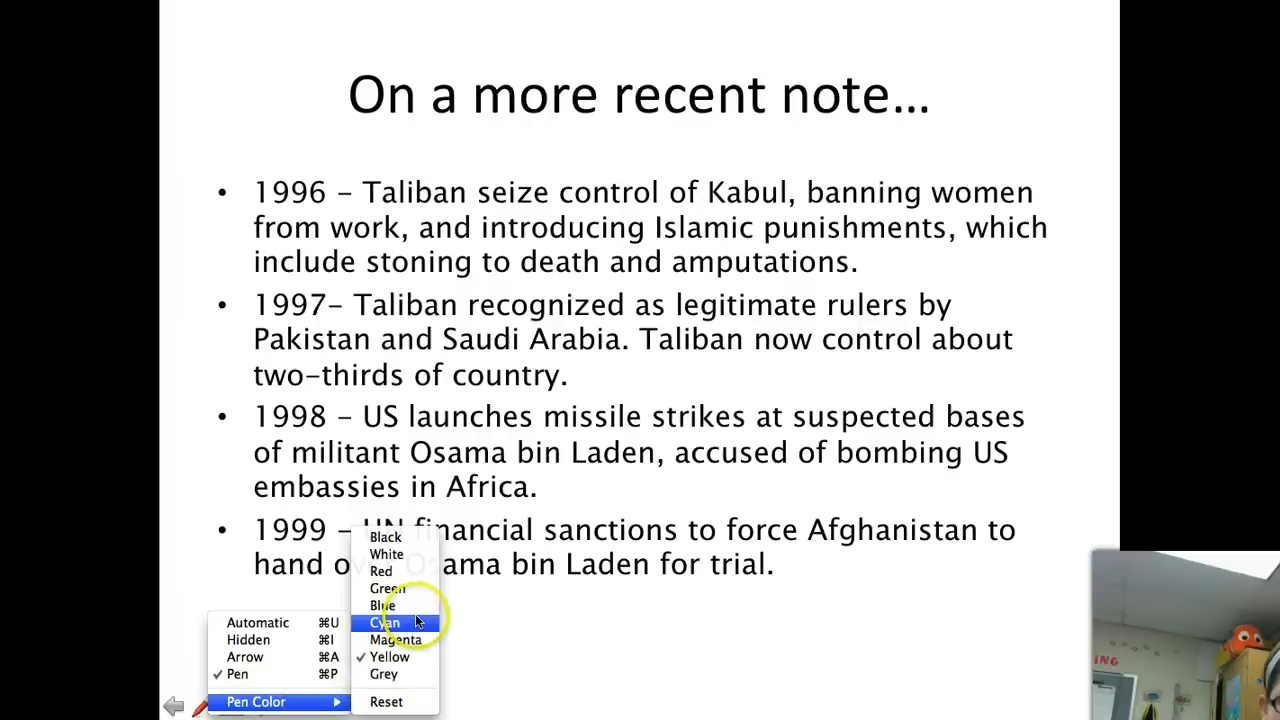 On a more recent note…
• 1996 – Taliban seize control of Kabul, banning women
from work, and introducing Islamic punishments, which
include stoning to death and amputations.
• 1997– Taliban recognized as legitimate rulers by
Pakistan and Saudi Arabia. Taliban now control about
two–thirds of country.
• 1998 – US launches missile strikes at suspected bases
of militant Osama bin Laden, accused of bombing US
embassies in Africa.
• 1999 – UN financial sanctions to force Afghanistan to
hand over Osama bin Laden for trial.
Black
White
Red
Green
Blue
Cyan
Magenta
✓ Yellow
Grey
Reset
Automatic ⌘U
Hidden ⌘I
Arrow ⌘A
✓ Pen ⌘P
Pen Color
ING